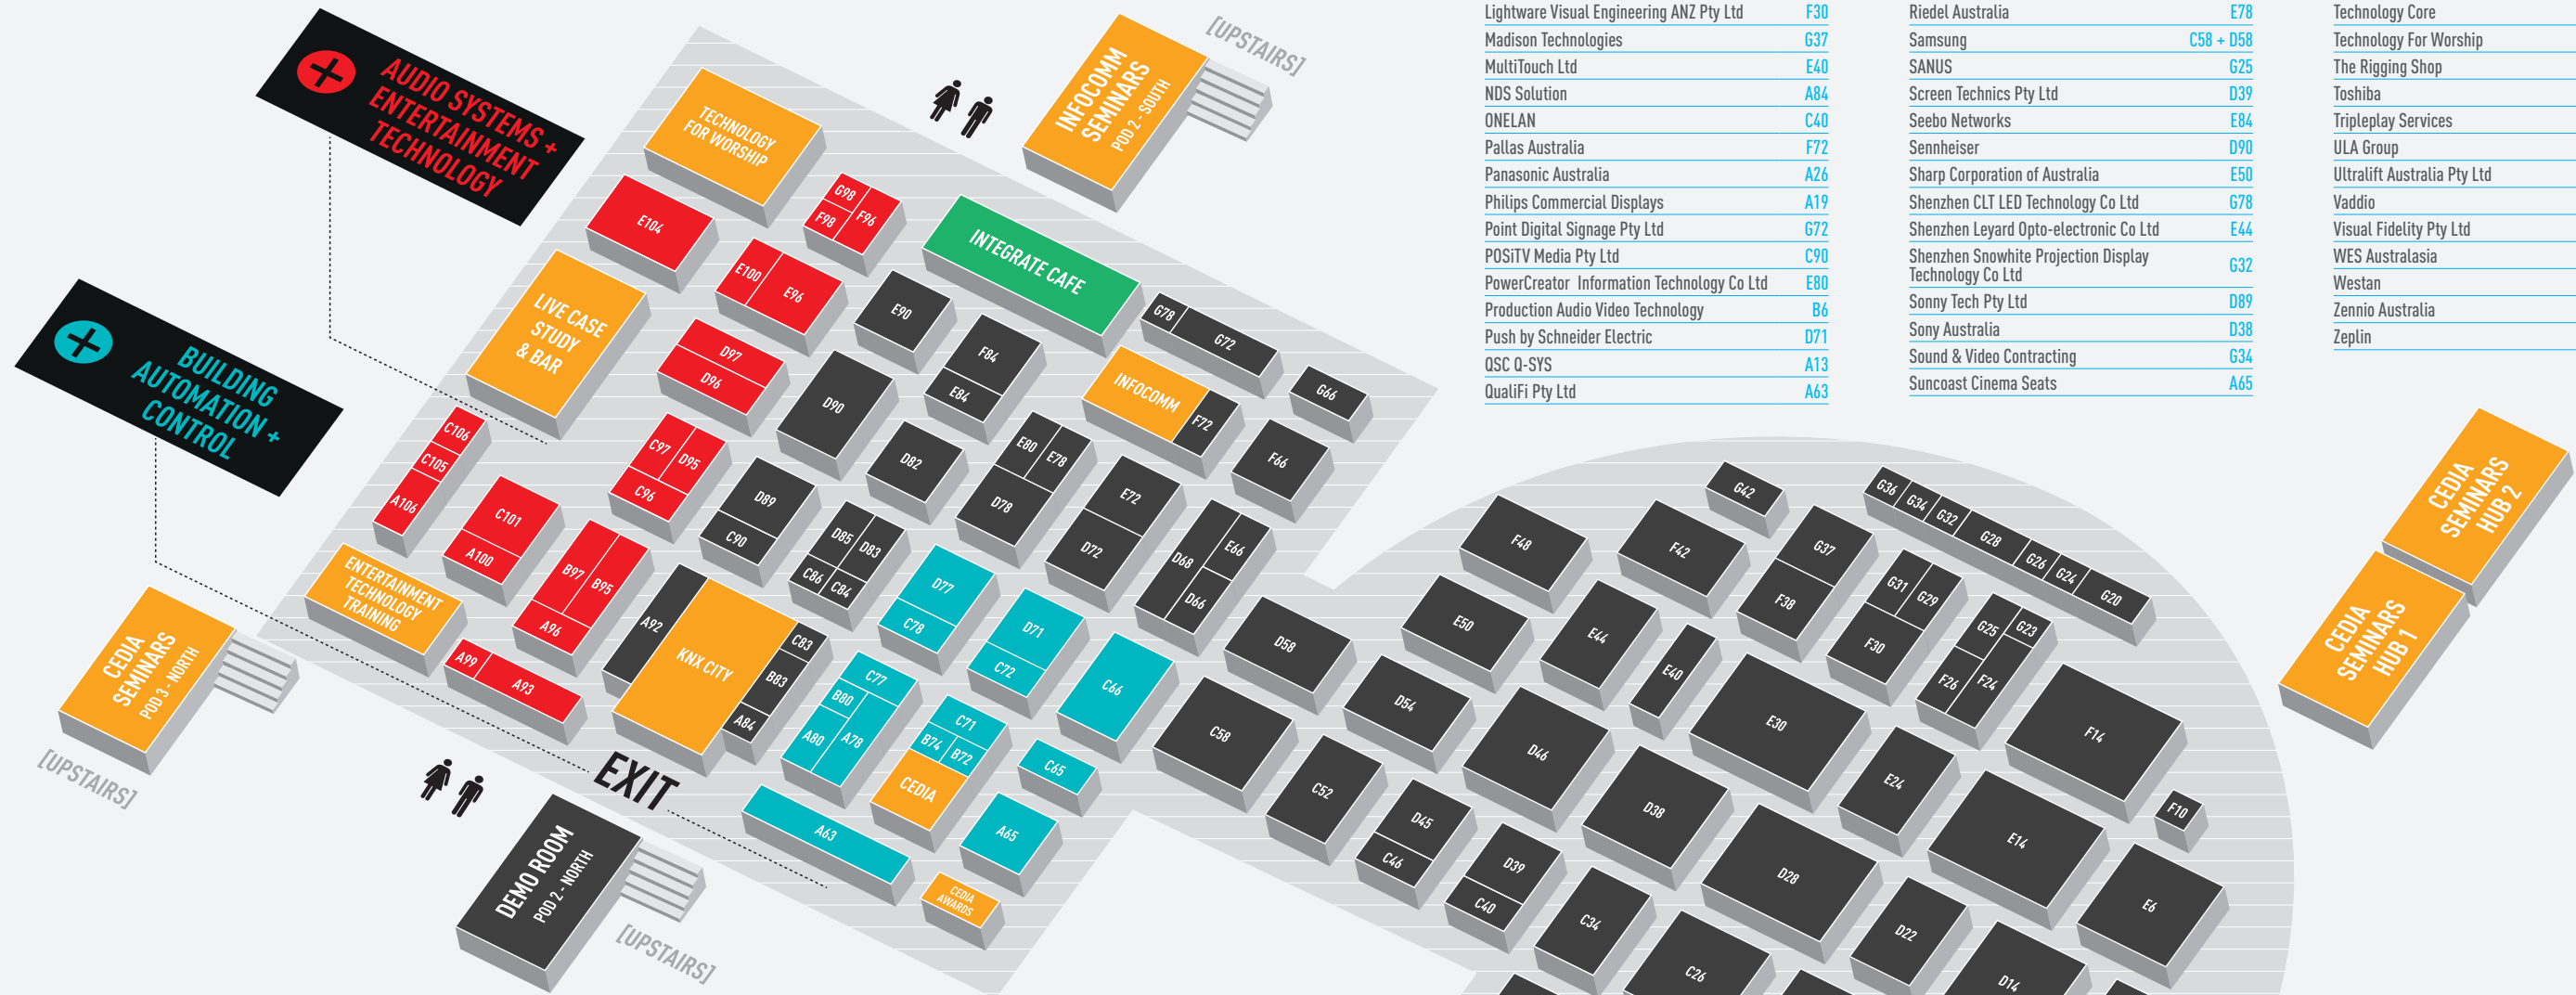 AUDIO SYSTEMS +
ENTERTAINMENT
TECHNOLOGY
BUILDING
AUTOMATION +
CONTROL
[UPSTAIRS]
INFOCOMM
SEMINARS
POD 2 - SOUTH
TECHNOLOGY
FOR WORSHIP
G98
F98
F96
E104
INTEGRATE CAFE
E100
E96
LIVE CASE
STUDY
& BAR
E90
G78
G72
D97
D96
F84
E84
INFOCOMM
F72
G66
D90
C106
C105
A106
C97
D95
C96
D82
E80
E78
D78
F66
C101
A100
D89
C90
E72
D72
B97
B95
A96
D85
D83
C86
C84
D68
E66
D66
ENTERTAINMENT
TECHNOLOGY
TRAINING
D77
C78
A92
KNX CITY
C83
B83
A84
D71
C72
A99
A93
C77
B80
A80
A78
C66
C71
B74
B72
CEDIA
C65
A63
A65
CEDIA
AWARDS
CEDIA
SEMINARS
POD 3 - NORTH
[UPSTAIRS]
EXIT
DEMO ROOM
POD 2 - NORTH
[UPSTAIRS]
Lightware Visual Engineering ANZ Pty Ltd F30
Madison Technologies G37
MultiTouch Ltd E40
NDS Solution A84
ONELAN C40
Pallas Australia F72
Panasonic Australia A26
Philips Commercial Displays A19
Point Digital Signage Pty Ltd G72
POSiTV Media Pty Ltd C90
PowerCreator Information Technology Co Ltd E80
Production Audio Video Technology B6
Push by Schneider Electric D71
QSC Q-SYS A13
QualiFi Pty Ltd A63
Riedel Australia E78
Samsung C58 + D58
SANUS G25
Screen Technics Pty Ltd D39
Seebo Networks E84
Sennheiser D90
Sharp Corporation of Australia E50
Shenzhen CLT LED Technology Co Ltd G78
Shenzhen Leyard Opto-electronic Co Ltd E44
Shenzhen Snowhite Projection Display
Technology Co Ltd G32
Sonny Tech Pty Ltd D89
Sony Australia D38
Sound & Video Contracting G34
Suncoast Cinema Seats A65
Technology Core
Technology For Worship
The Rigging Shop
Toshiba
Tripleplay Services
ULA Group
Ultralift Australia Pty Ltd
Vaddio
Visual Fidelity Pty Ltd
WES Australasia
Westan
Zennio Australia
Zeplin
G42
G36
G34
G32
G28
G26
G24
G20
F48
F42
G37
F38
G31
G29
F30
G25
G23
F26
F24
E50
E44
E40
D58
D54
C58
D46
E30
F14
F10
C52
D45
C46
D38
E24
E14
D39
C40
D28
E6
C34
D22
C26
D14
CEDIA
SEMINARS
HUB 2
CEDIA
SEMINARS
HUB 1